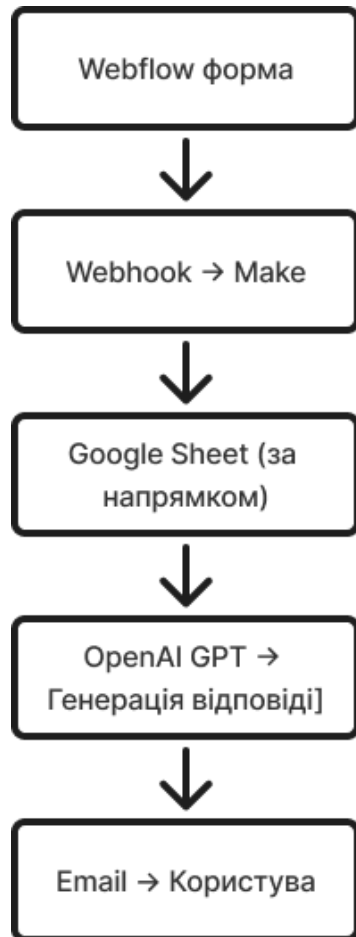 Webflow форма
Webhook → Make
Google Sheet (за
напрямком)
OpenAI GPT →
Генерація відповіді]
Email → Користува